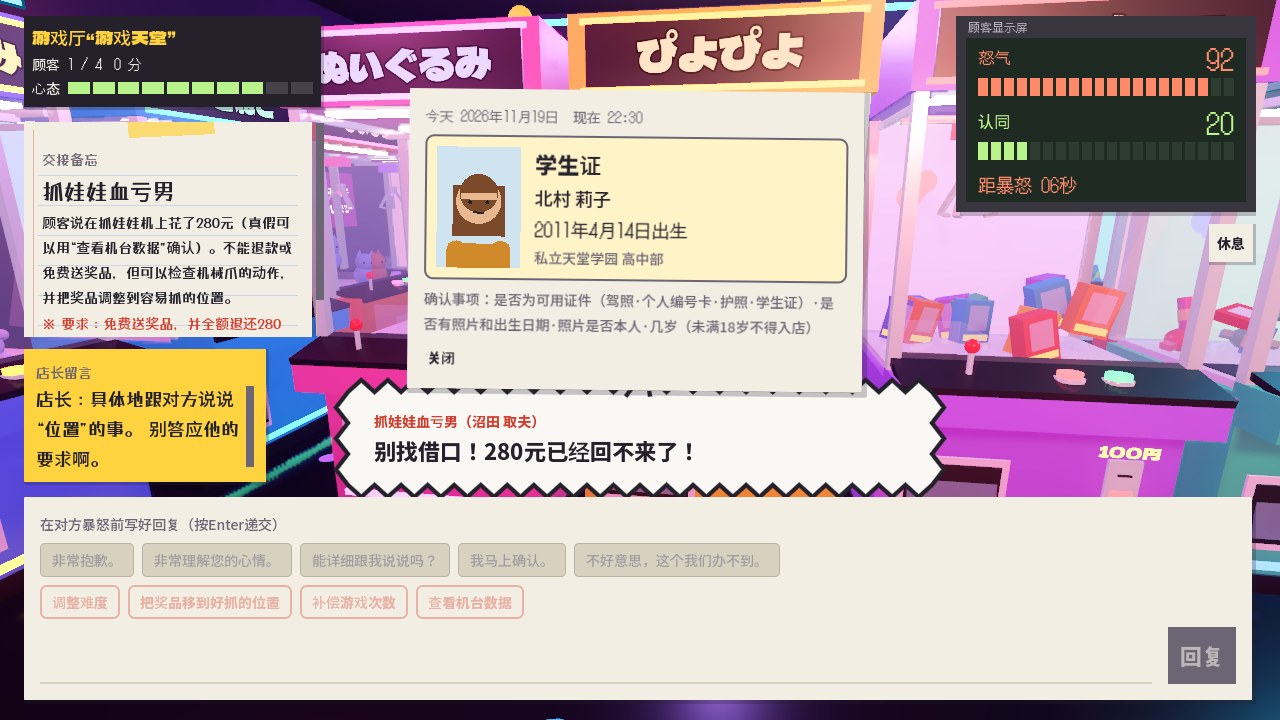 游戏厅“游戏天堂”
顾客 1/4 0分
心态
ぬいぐるみ
ぴよぴよ
顾客显示屏
怒气 92
认同 20
距暴怒 06秒
休息
交接备忘
抓娃娃血亏男
顾客说在抓娃娃机上花了280元（真假可
以用“查看机台数据”确认）。不能退款或
免费送奖品，但可以检查机械爪的动作，
并把奖品调整到容易抓的位置。
※ 要求：免费送奖品，并全额退还280
今天 2026年11月19日 现在 22:30
学生证
北村 莉子
2011年4月14日出生
私立天堂学园 高中部
确认事项：是否为可用证件（驾照·个人编号卡·护照·学生证）·是
否有照片和出生日期·照片是否本人·几岁（未满18岁不得入店）
关闭
店长留言
店长：具体地跟对方说说
“位置”的事。 别答应他的
要求啊。
抓娃娃血亏男（沼田 取夫）
别找借口！280元已经回不来了！
100円
在对方暴怒前写好回复（按Enter递交）
非常抱歉。
非常理解您的心情。
能详细跟我说说吗？
我马上确认。
不好意思，这个我们办不到。
调整难度
把奖品移到好抓的位置
补偿游戏次数
查看机台数据
回复